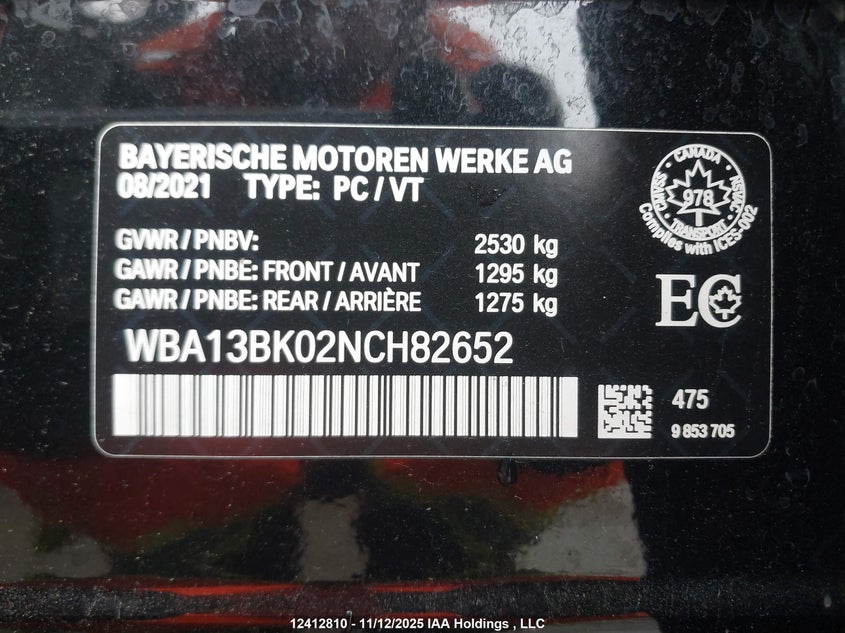 BAYERISCHE MOTOREN WERKE AG
08/2021 TYPE: PC / VT
GVWR / PNBV: 2530 kg
GAWR / PNBE: FRONT / AVANT 1295 kg
GAWR / PNBE: REAR / ARRIÈRE 1275 kg
WBA13BK02NCH82652
CANADA
978
TRANSPORT
NSVAC
SSAMC
Complies with ICES-002
EC
475
9 853 705
12412810 - 11/12/2025 IAA Holdings , LLC